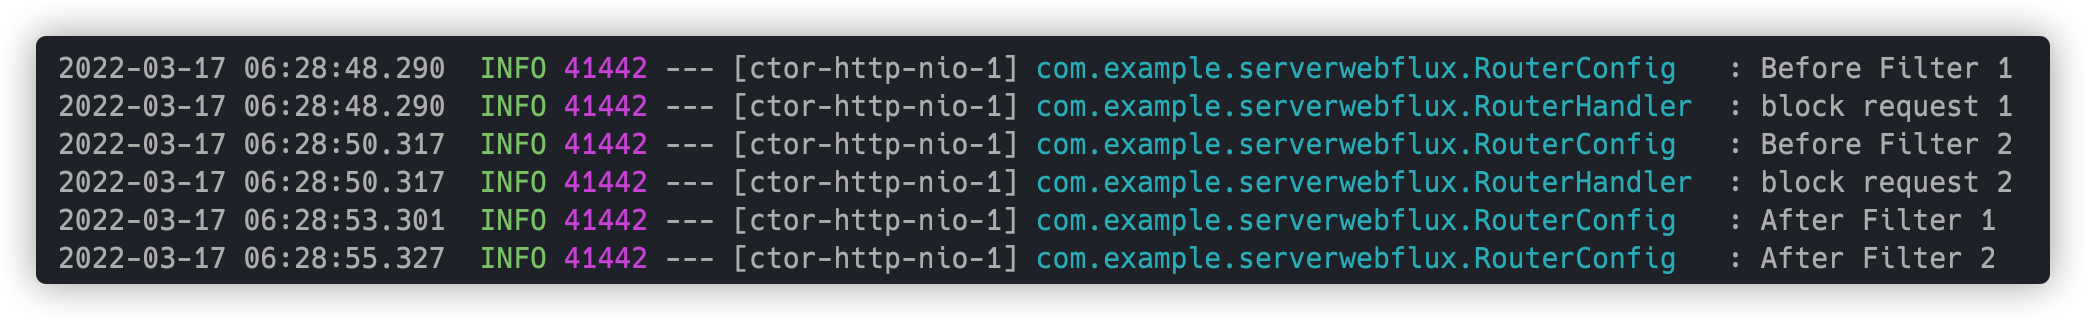 2022-03-17 06:28:48.290  INFO 41442 --- [ctor-http-nio-1] com.example.serverwebflux.RouterConfig   : Before Filter 1
2022-03-17 06:28:48.290  INFO 41442 --- [ctor-http-nio-1] com.example.serverwebflux.RouterHandler  : block request 1
2022-03-17 06:28:50.317  INFO 41442 --- [ctor-http-nio-1] com.example.serverwebflux.RouterConfig   : Before Filter 2
2022-03-17 06:28:50.317  INFO 41442 --- [ctor-http-nio-1] com.example.serverwebflux.RouterHandler  : block request 2
2022-03-17 06:28:53.301  INFO 41442 --- [ctor-http-nio-1] com.example.serverwebflux.RouterConfig   : After Filter 1
2022-03-17 06:28:55.327  INFO 41442 --- [ctor-http-nio-1] com.example.serverwebflux.RouterConfig   : After Filter 2